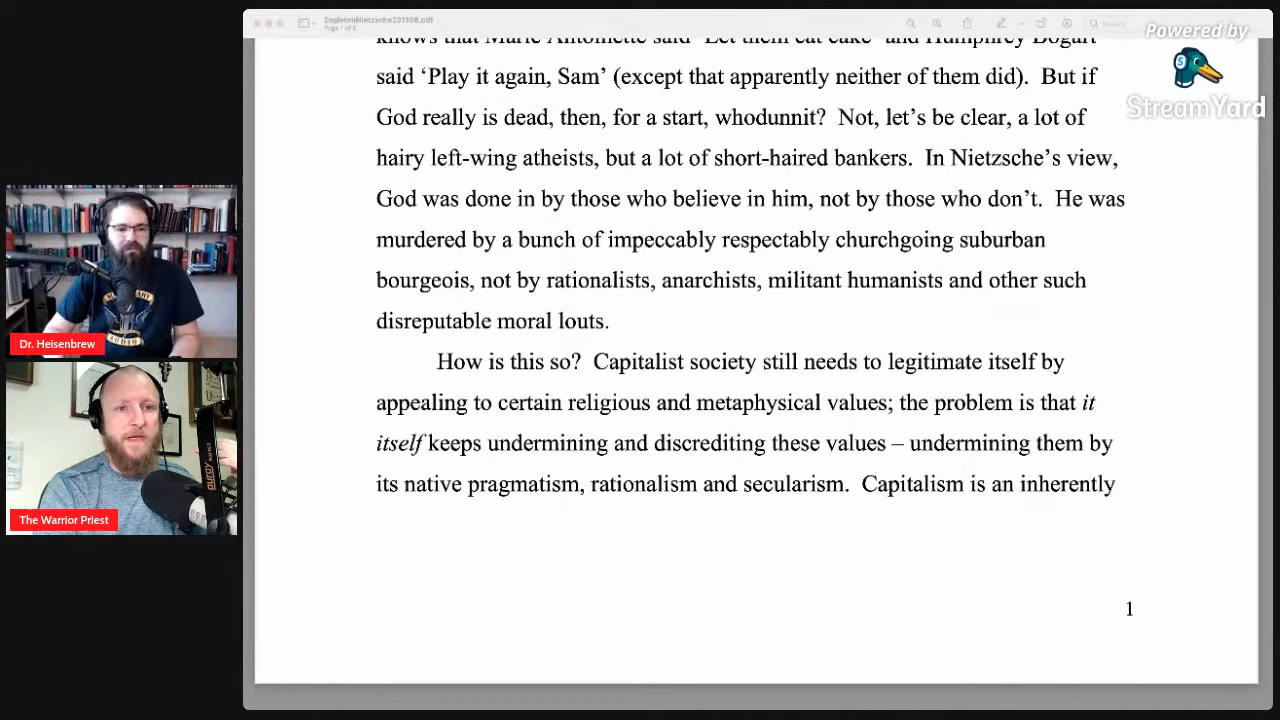 EagletonNietzsche231108.pdf
Page 1 of 6
Search
Powered by
StreamYard
knows that Marie Antoinette said ‘Let them eat cake’ and Humphrey Bogart
said ‘Play it again, Sam’ (except that apparently neither of them did).  But if
God really is dead, then, for a start, whodunnit?  Not, let’s be clear, a lot of
hairy left-wing atheists, but a lot of short-haired bankers.  In Nietzsche’s view,
God was done in by those who believe in him, not by those who don’t.  He was
murdered by a bunch of impeccably respectably churchgoing suburban
bourgeois, not by rationalists, anarchists, militant humanists and other such
disreputable moral louts.
How is this so?  Capitalist society still needs to legitimate itself by
appealing to certain religious and metaphysical values; the problem is that it
itself keeps undermining and discrediting these values – undermining them by
its native pragmatism, rationalism and secularism.  Capitalism is an inherently
1
Dr. Heisenbrew
The Warrior Priest